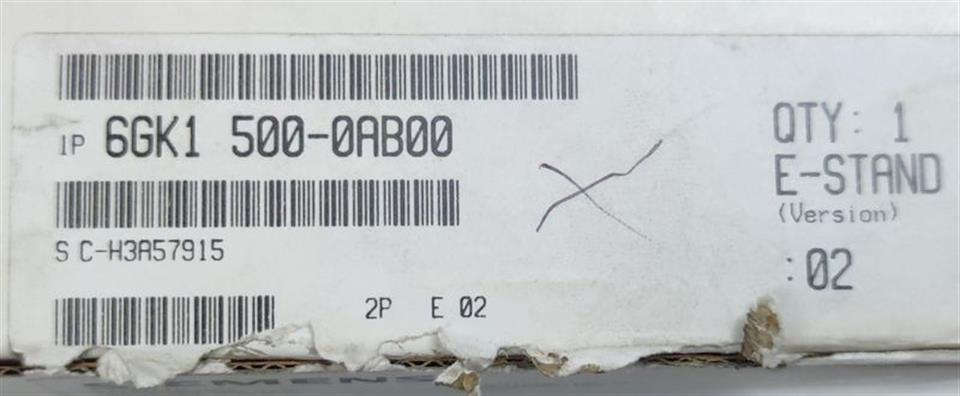 1P 6GK1 500-0AB00
S C-H3A57915
2P E 02
QTY: 1
E-STAND
(Version)
:02